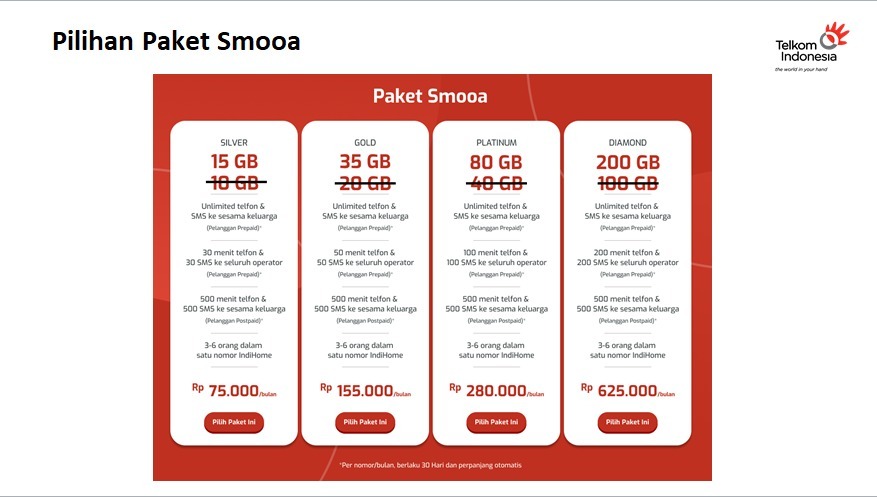 Pilihan Paket Smooa
Telkom
Indonesia
the world in your hand
Paket Smooa
SILVER
15 GB
10 GB
Unlimited telfon &
SMS ke sesama keluarga
(Pelanggan Prepaid)*
30 menit telfon &
30 SMS ke seluruh operator
(Pelanggan Prepaid)*
500 menit telfon &
500 SMS ke sesama keluarga
(Pelanggan Postpaid)*
3-6 orang dalam
satu nomor IndiHome
Rp 75.000/bulan
Pilih Paket Ini
GOLD
35 GB
20 GB
Unlimited telfon &
SMS ke sesama keluarga
(Pelanggan Prepaid)*
50 menit telfon &
50 SMS ke seluruh operator
(Pelanggan Prepaid)*
500 menit telfon &
500 SMS ke sesama keluarga
(Pelanggan Postpaid)*
3-6 orang dalam
satu nomor IndiHome
Rp 155.000/bulan
Pilih Paket Ini
PLATINUM
80 GB
40 GB
Unlimited telfon &
SMS ke sesama keluarga
(Pelanggan Prepaid)*
100 menit telfon &
100 SMS ke seluruh operator
(Pelanggan Prepaid)*
500 menit telfon &
500 SMS ke sesama keluarga
(Pelanggan Postpaid)*
3-6 orang dalam
satu nomor IndiHome
Rp 280.000/bulan
Pilih Paket Ini
DIAMOND
200 GB
100 GB
Unlimited telfon &
SMS ke sesama keluarga
(Pelanggan Prepaid)*
200 menit telfon &
200 SMS ke seluruh operator
(Pelanggan Prepaid)*
500 menit telfon &
500 SMS ke sesama keluarga
(Pelanggan Postpaid)*
3-6 orang dalam
satu nomor IndiHome
Rp 625.000/bulan
Pilih Paket Ini
*Per nomor/bulan, berlaku 30 Hari dan perpanjang otomatis